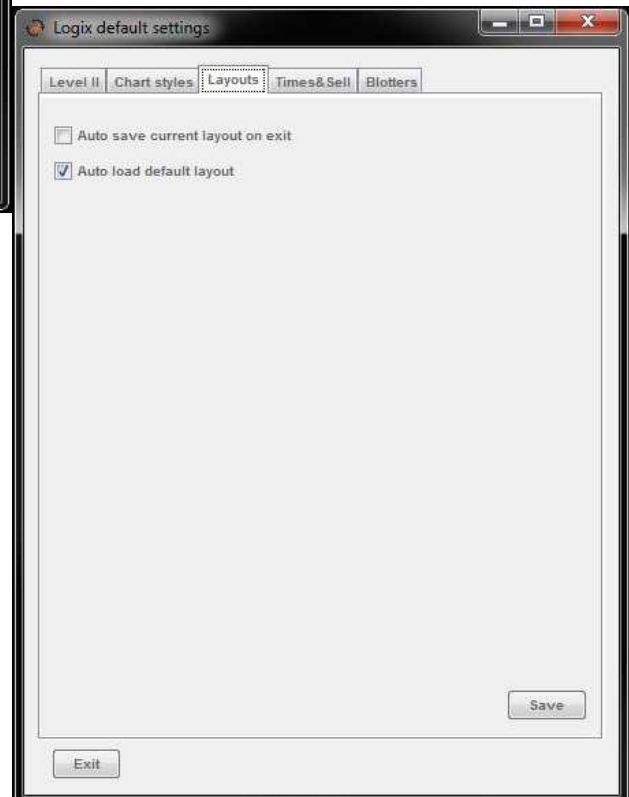 Logix default settings
Level II Chart styles Layouts Times&Sell Blotters
Auto save current layout on exit
Auto load default layout
Save
Exit